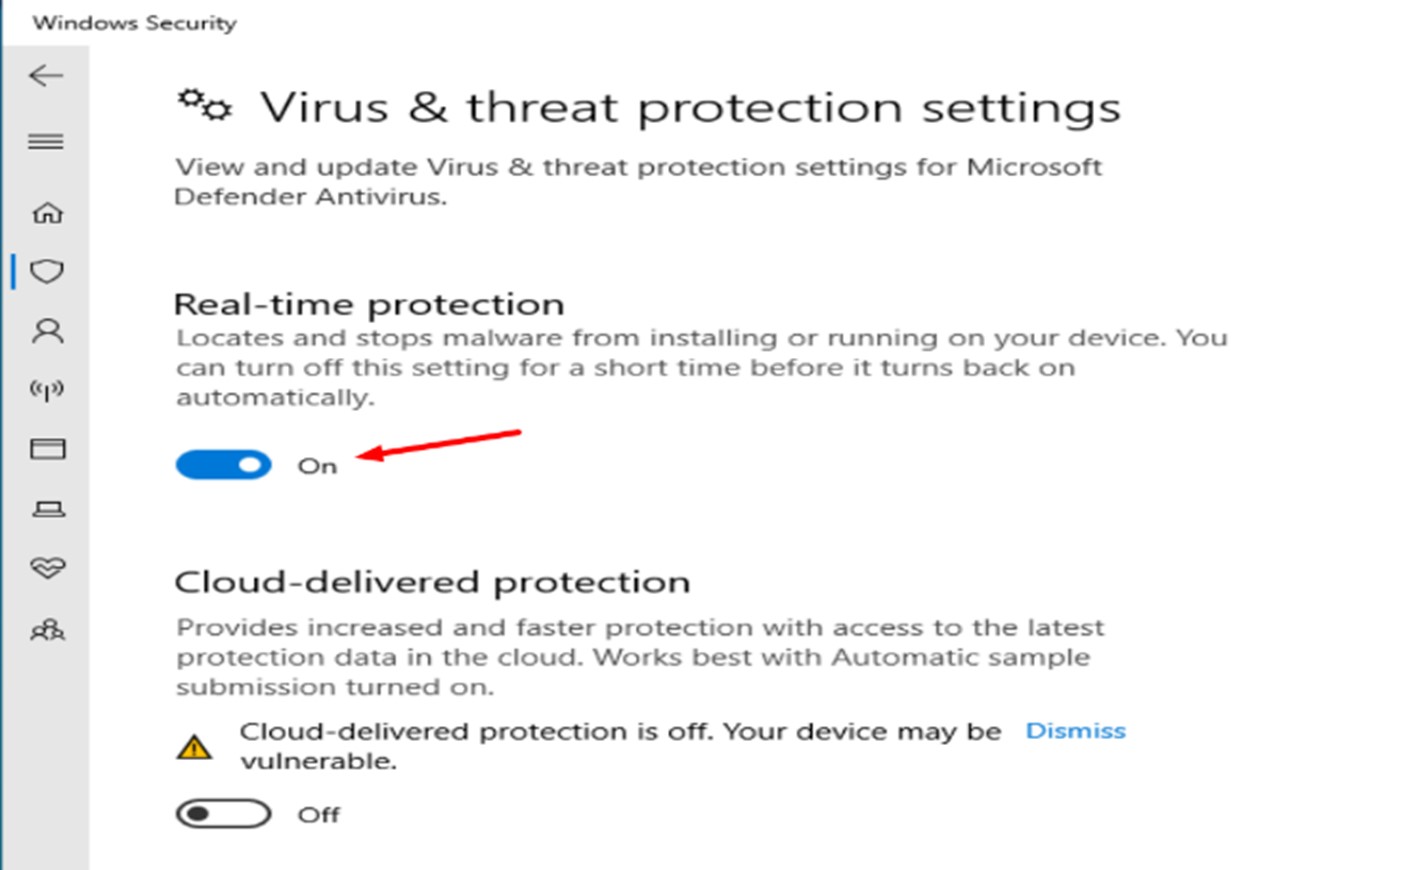 Windows Security
Virus & threat protection settings
View and update Virus & threat protection settings for Microsoft
Defender Antivirus.
Real-time protection
Locates and stops malware from installing or running on your device. You
can turn off this setting for a short time before it turns back on
automatically.
On
Cloud-delivered protection
Provides increased and faster protection with access to the latest
protection data in the cloud. Works best with Automatic sample
submission turned on.
Cloud-delivered protection is off. Your device may be Dismiss
vulnerable.
Off